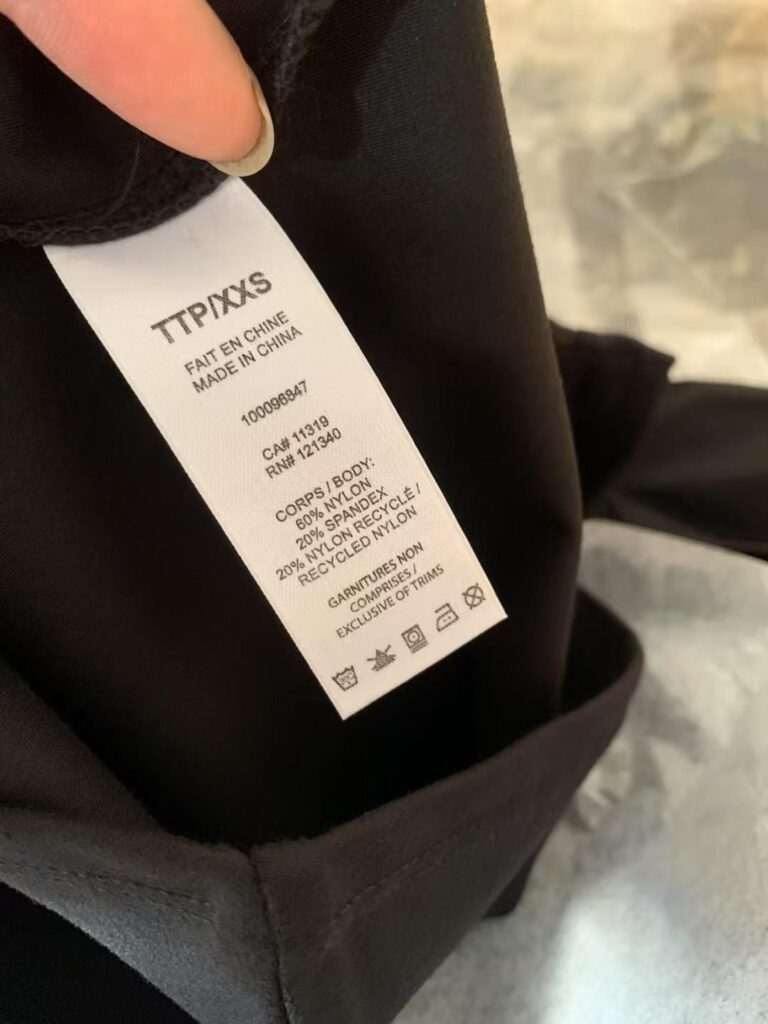 TTP/XXS
FAIT EN CHINE
MADE IN CHINA
100096847
CA# 11319
RN# 121340
CORPS / BODY:
60% NYLON
20% SPANDEX
20% NYLON RECYCLÉ /
RECYCLED NYLON
GARNITURES NON
COMPRISES /
EXCLUSIVE OF TRIMS